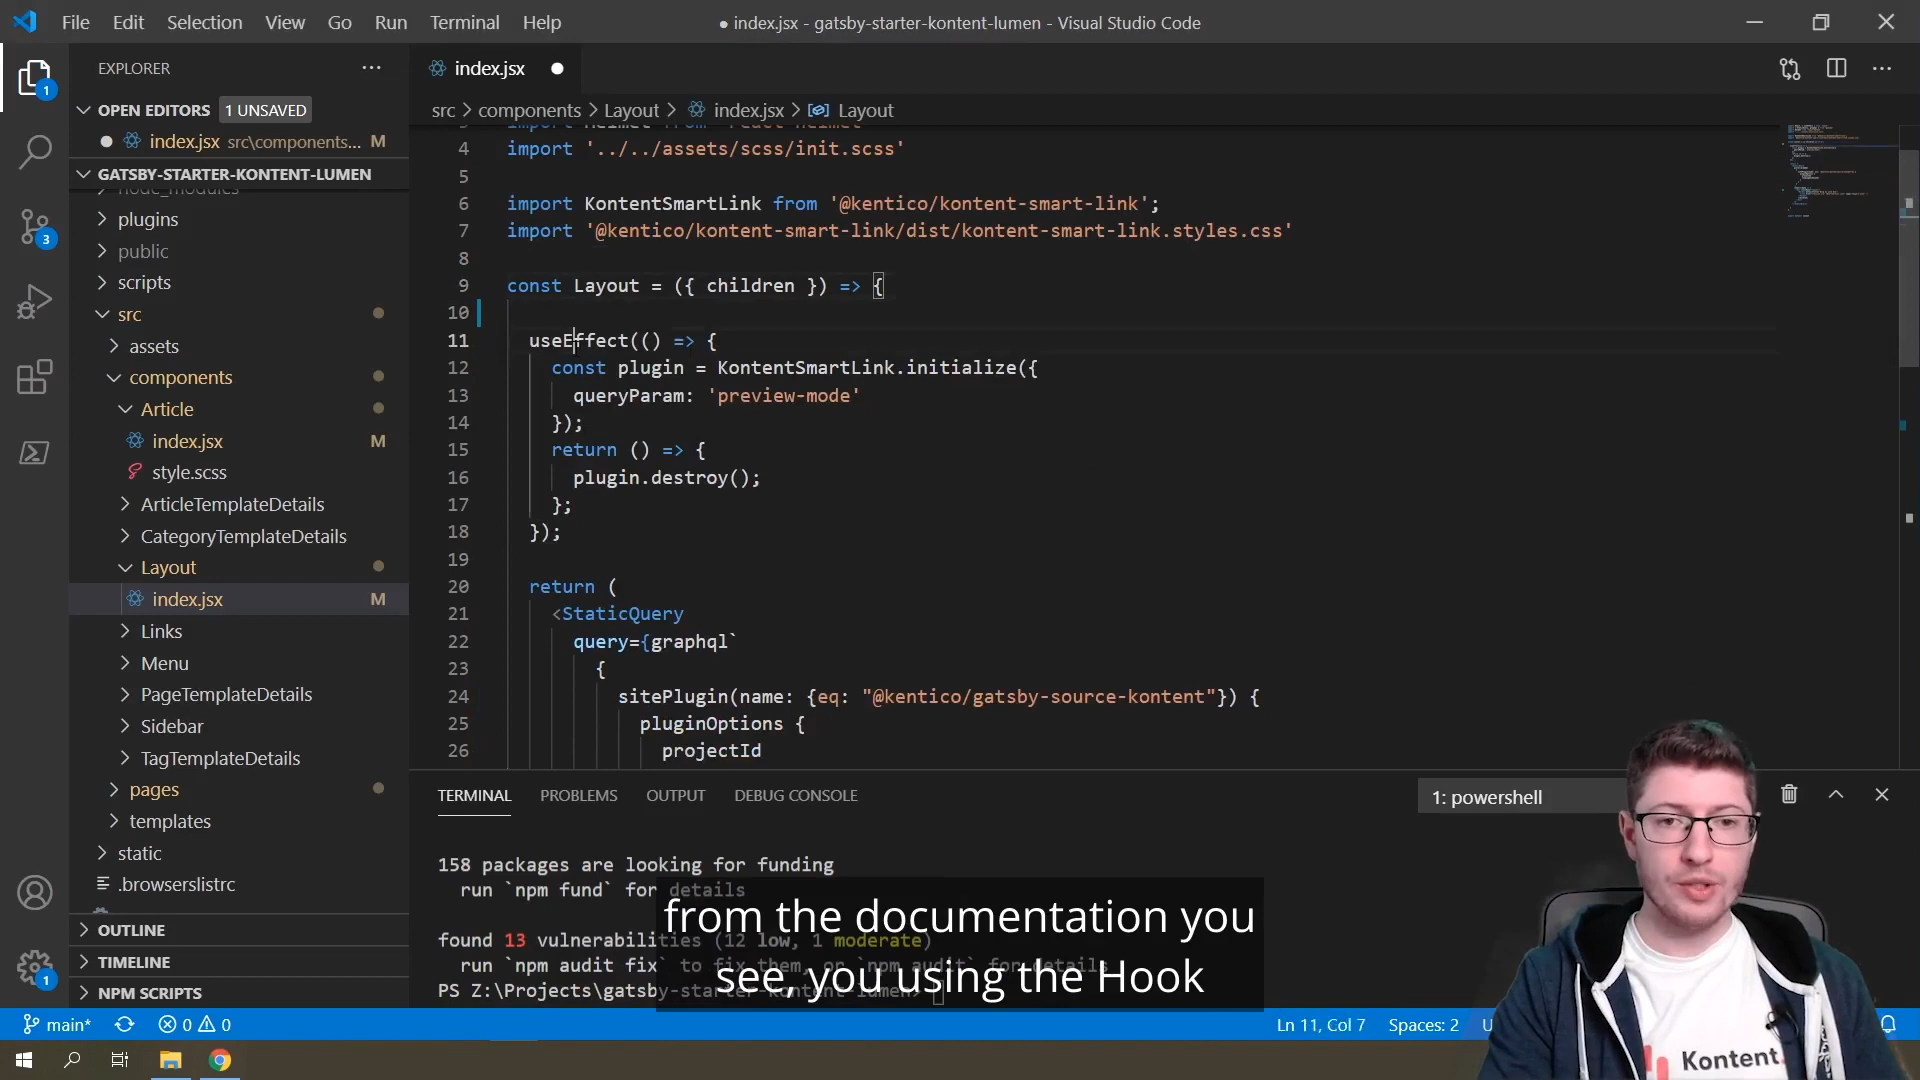 File Edit Selection View Go Run Terminal Help
● index.jsx - gatsby-starter-kontent-lumen - Visual Studio Code
EXPLORER
index.jsx
OPEN EDITORS 1 UNSAVED
index.jsx src\components... M
src > components > Layout > index.jsx > Layout
GATSBY-STARTER-KONTENT-LUMEN
node_modules
plugins
public
scripts
src
assets
components
Article
index.jsx M
style.scss
ArticleTemplateDetails
CategoryTemplateDetails
Layout
index.jsx M
Links
Menu
PageTemplateDetails
Sidebar
TagTemplateDetails
pages
templates
static
.browserslistrc
OUTLINE
TIMELINE
NPM SCRIPTS
1
3
1
4 import '../../assets/scss/init.scss'
5
6 import KontentSmartLink from '@kentico/kontent-smart-link';
7 import '@kentico/kontent-smart-link/dist/kontent-smart-link.styles.css'
8
9 const Layout = ({ children }) => {
10
11 useEffect(() => {
12 const plugin = KontentSmartLink.initialize({
13 queryParam: 'preview-mode'
14 });
15 return () => {
16 plugin.destroy();
17 };
18 });
19
20 return (
21 <StaticQuery
22 query={graphql`
23 {
24 sitePlugin(name: {eq: "@kentico/gatsby-source-kontent"}) {
25 pluginOptions {
26 projectId
TERMINAL PROBLEMS OUTPUT DEBUG CONSOLE
1: powershell
158 packages are looking for funding
run `npm fund` for details
found 13 vulnerabilities (12 low, 1 moderate)
run `npm audit fix` to fix them, or `npm audit` for details
PS Z:\Projects\gatsby-starter-kontent-lumen>
from the documentation you
see, you using the Hook
main* 0 0
Ln 11, Col 7 Spaces: 2
Kontent.